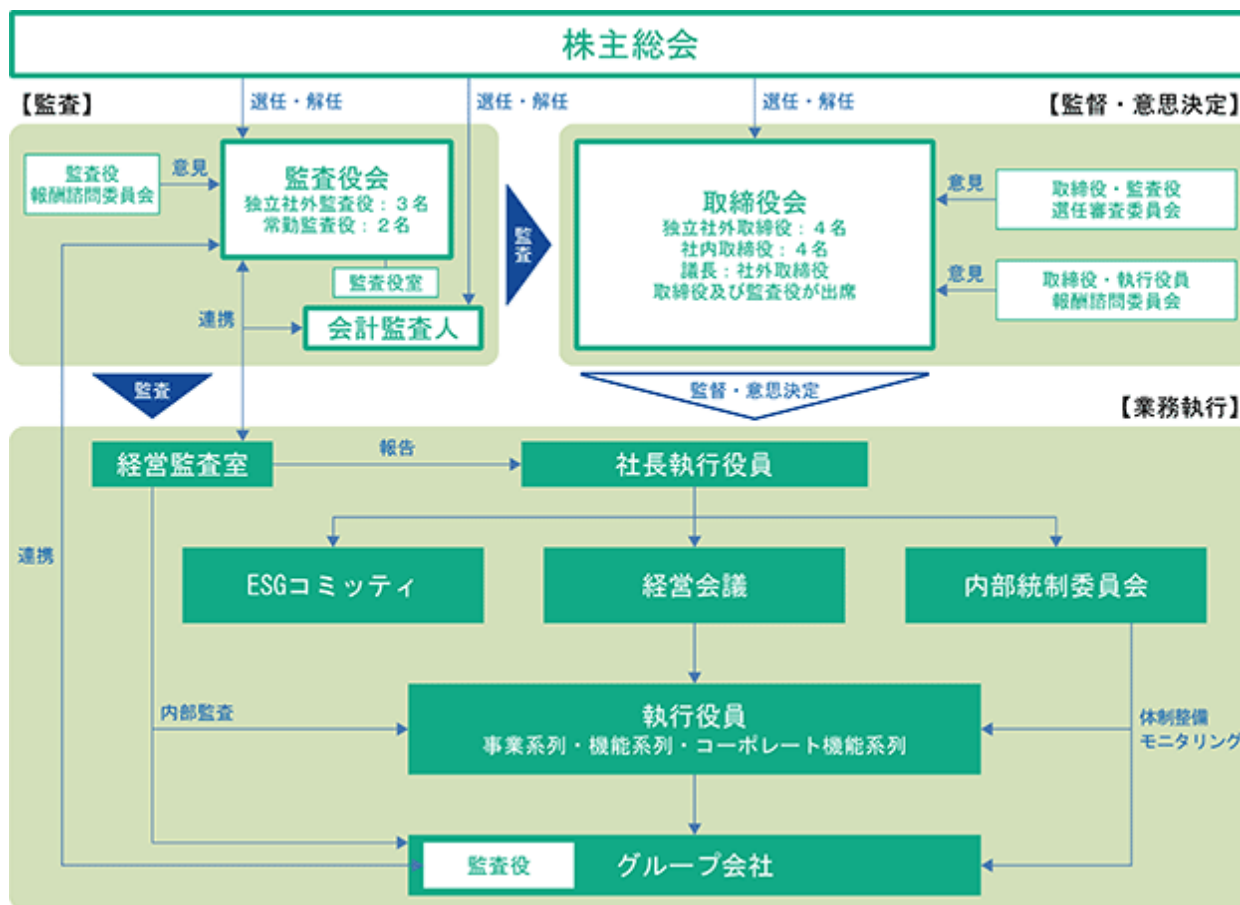 株主総会
【監査】
選任・解任
選任・解任
選任・解任
【監督・意思決定】
監査役
報酬諮問委員会
意見
監査役会
独立社外監査役：3名
常勤監査役：2名
監査役室
会計監査人
連携
監査
取締役会
独立社外取締役：4名
社内取締役：4名
議長：社外取締役
取締役及び監査役が出席
意見
取締役・監査役
選任審査委員会
意見
取締役・執行役員
報酬諮問委員会
監査
監督・意思決定
【業務執行】
経営監査室
報告
社長執行役員
連携
ESGコミッティ
経営会議
内部統制委員会
内部監査
執行役員
事業系列・機能系列・コーポレート機能系列
体制整備
モニタリング
監査役
グループ会社